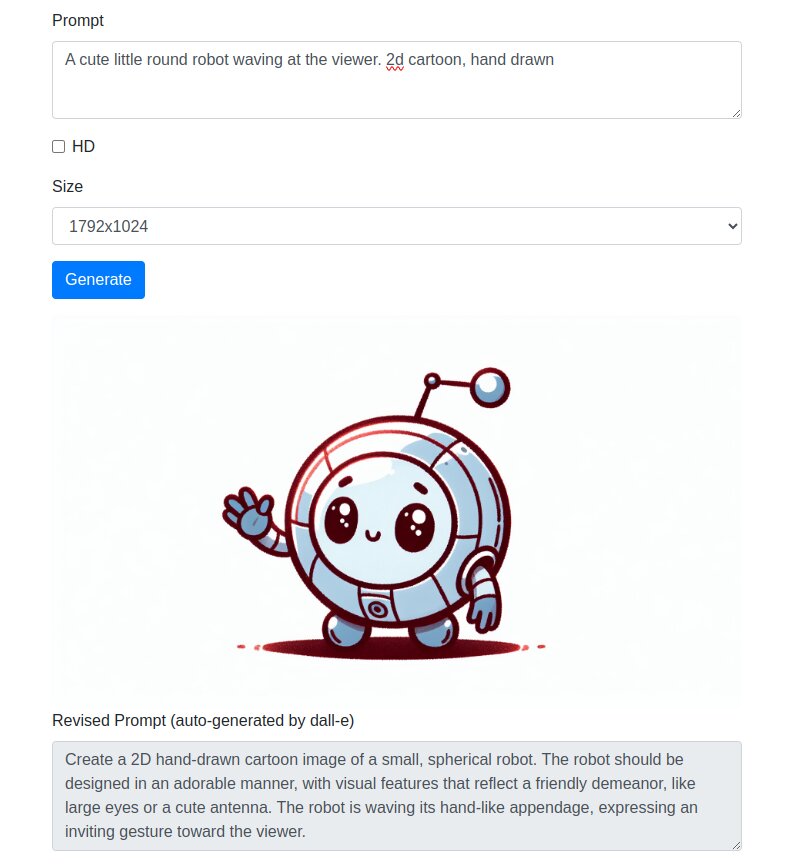 Prompt
A cute little round robot waving at the viewer. 2d cartoon, hand drawn
HD
Size
1792x1024
Generate
Revised Prompt (auto-generated by dall-e)
Create a 2D hand-drawn cartoon image of a small, spherical robot. The robot should be
designed in an adorable manner, with visual features that reflect a friendly demeanor, like
large eyes or a cute antenna. The robot is waving its hand-like appendage, expressing an
inviting gesture toward the viewer.